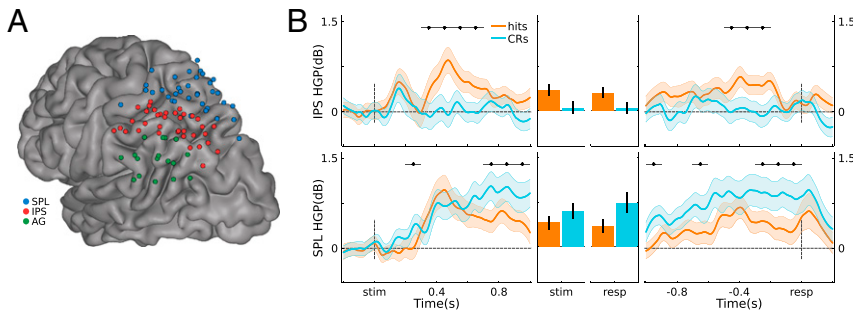 A
B
SPL
IPS
AG
IPS HGP(dB)
1.5
0
hits
CRs
1.5
0
SPL HGP(dB)
1.5
0
1.5
0
stim
0.4
0.8
Time(s)
stim
resp
-0.8
-0.4
resp
Time(s)